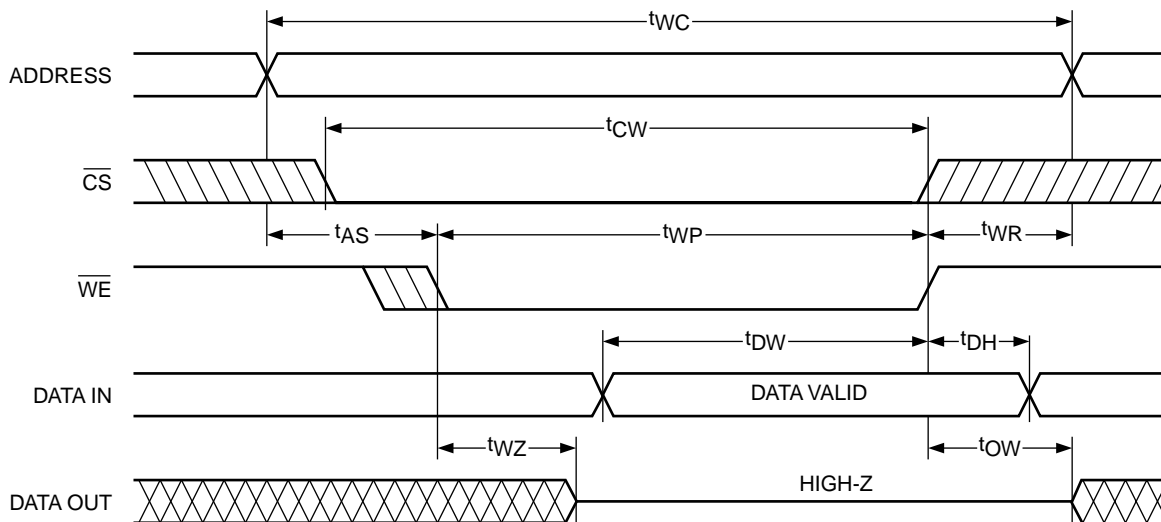 tWC
ADDRESS
tCW
CS
tAS
tWP
tWR
WE
tDW
tDH
DATA IN
DATA VALID
tWZ
tOW
HIGH-Z
DATA OUT